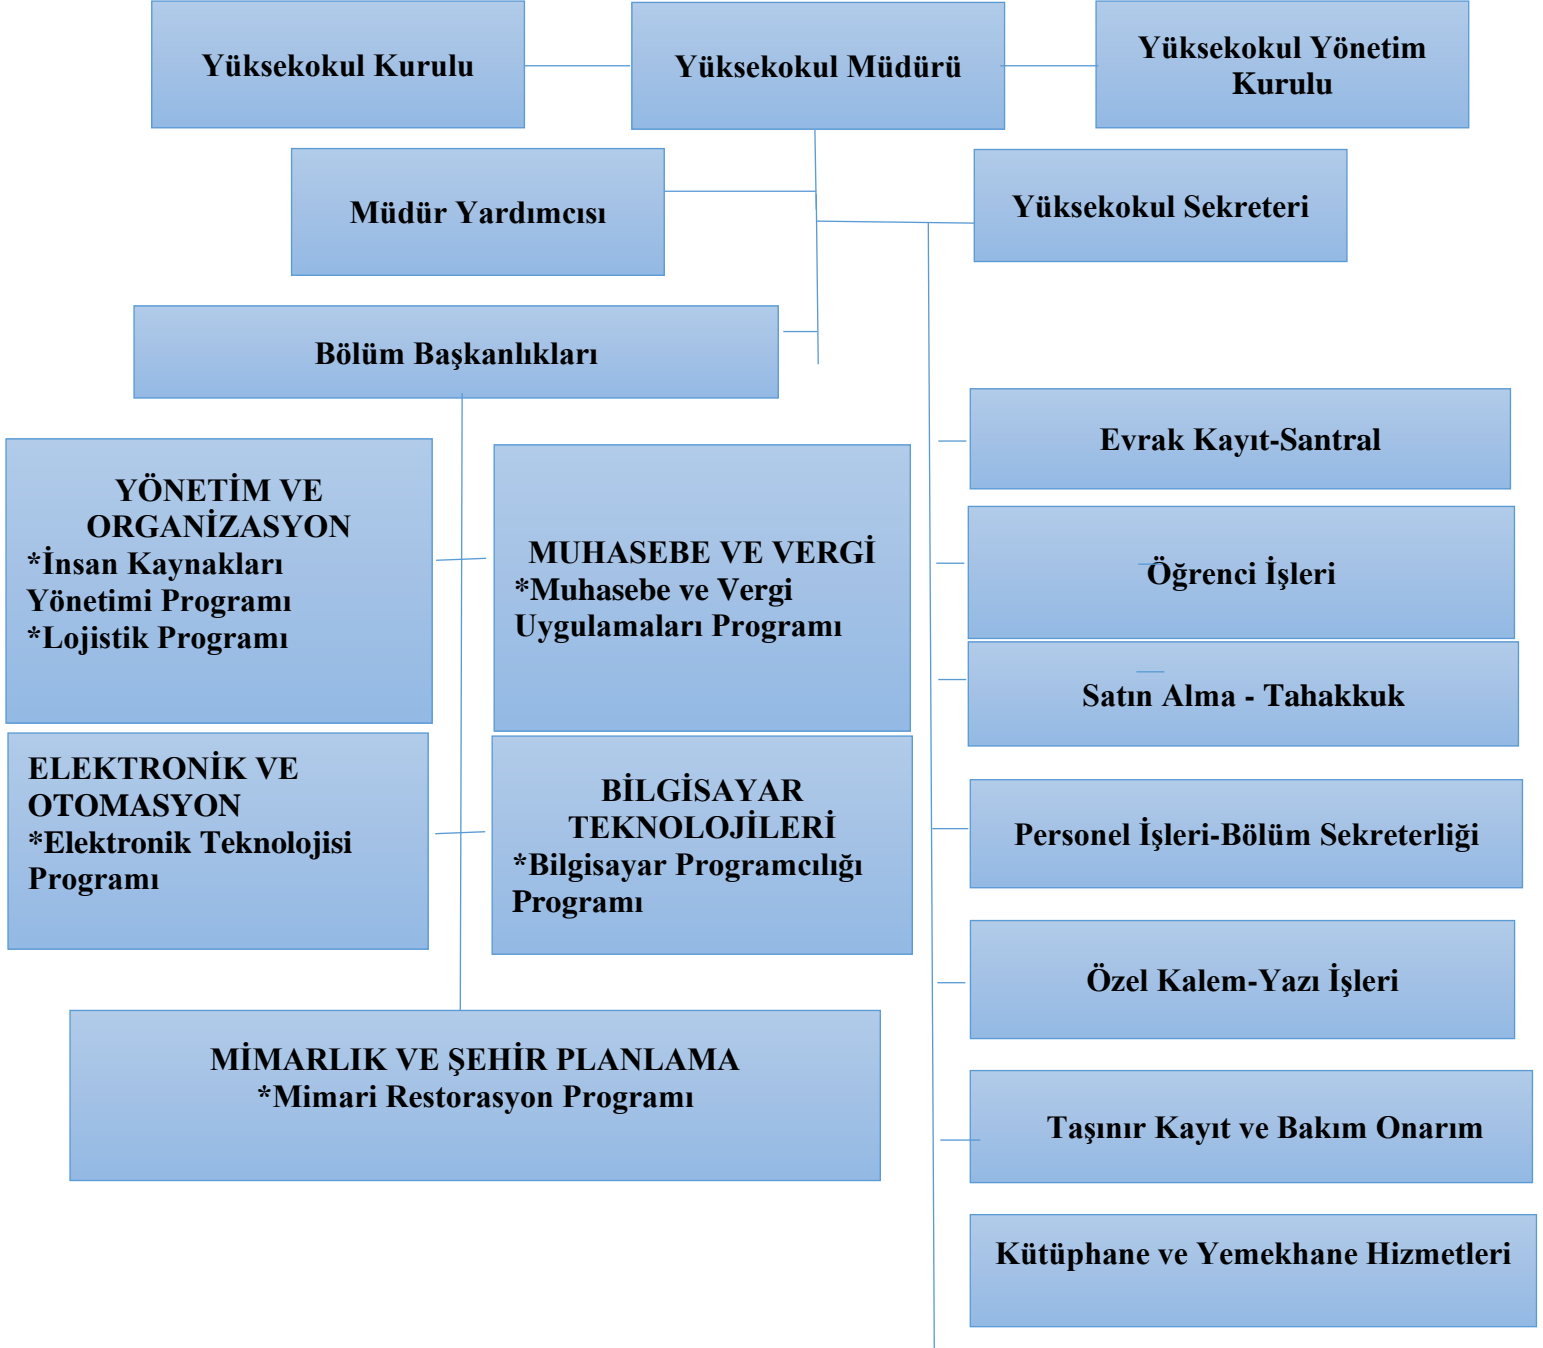 Yüksekokul Kurulu
Yüksekokul Müdürü
Yüksekokul Yönetim
Kurulu
Müdür Yardımcısı
Yüksekokul Sekreteri
Bölüm Başkanlıkları
YÖNETİM VE
ORGANİZASYON
*İnsan Kaynakları
Yönetimi Programı
*Lojistik Programı
MUHASEBE VE VERGİ
*Muhasebe ve Vergi
Uygulamaları Programı
ELEKTRONİK VE
OTOMASYON
*Elektronik Teknolojisi
Programı
BİLGİSAYAR
TEKNOLOJİLERİ
*Bilgisayar Programcılığı
Programı
MİMARLIK VE ŞEHİR PLANLAMA
*Mimari Restorasyon Programı
Evrak Kayıt-Santral
Öğrenci İşleri
Satın Alma - Tahakkuk
Personel İşleri-Bölüm Sekreterliği
Özel Kalem-Yazı İşleri
Taşınır Kayıt ve Bakım Onarım
Kütüphane ve Yemekhane Hizmetleri